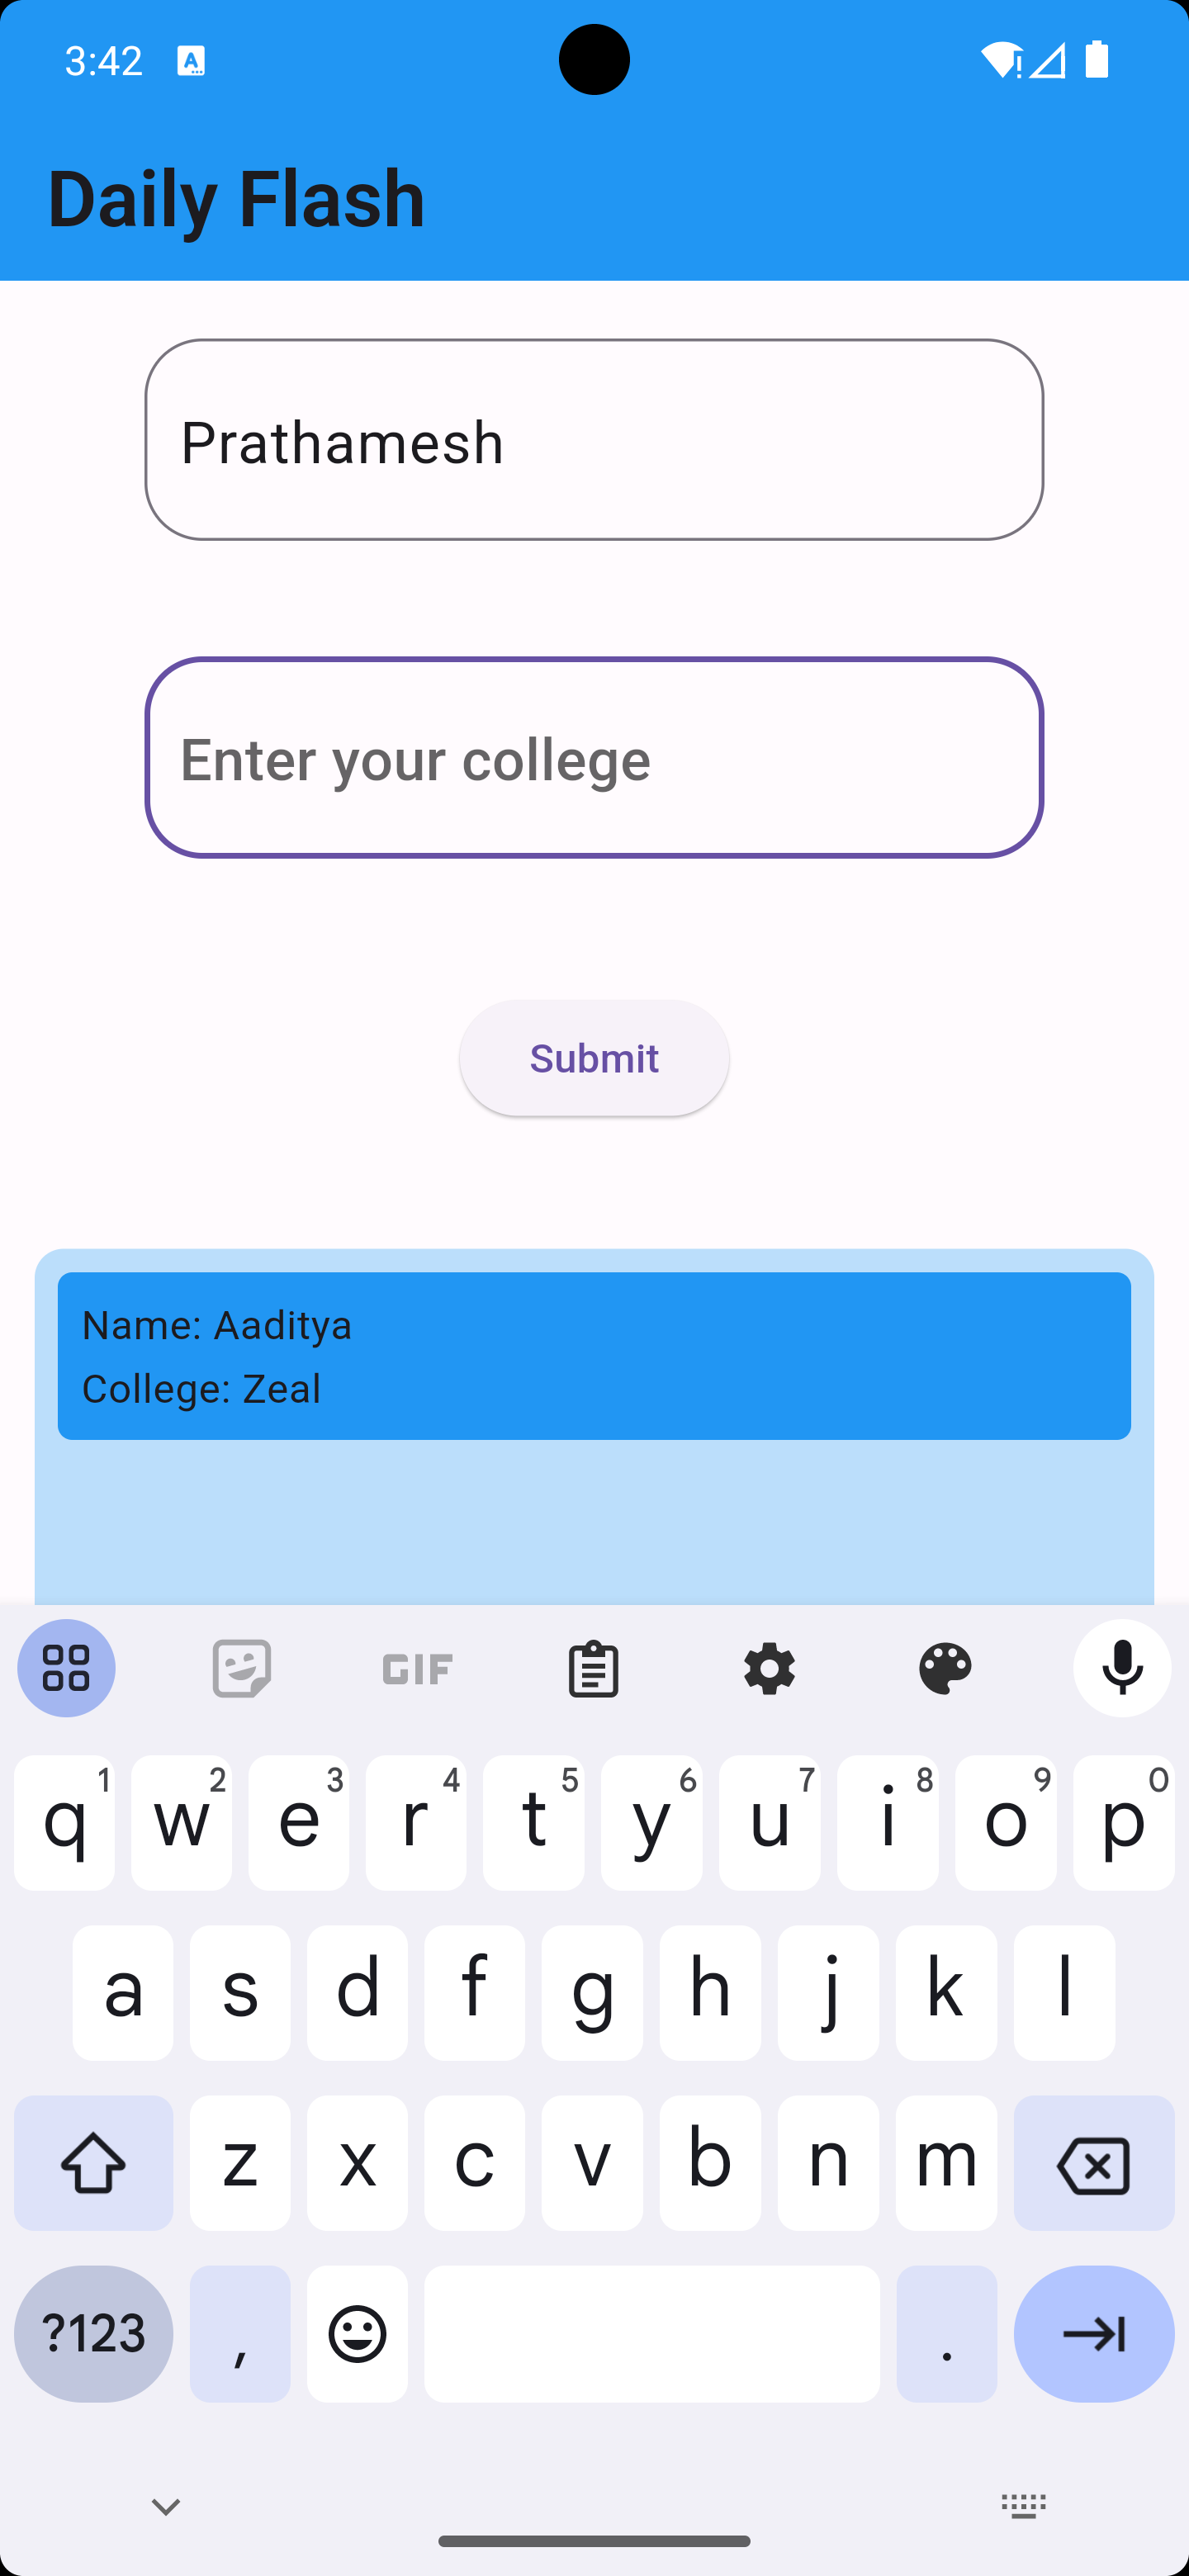 3:42
Daily Flash
Prathamesh
Enter your college
Submit
Name: Aaditya
College: Zeal
GIF
1 2 3 4 5 6 7 8 9 0
q w e r t y u i o p
a s d f g h j k l
z x c v b n m
?123 , .